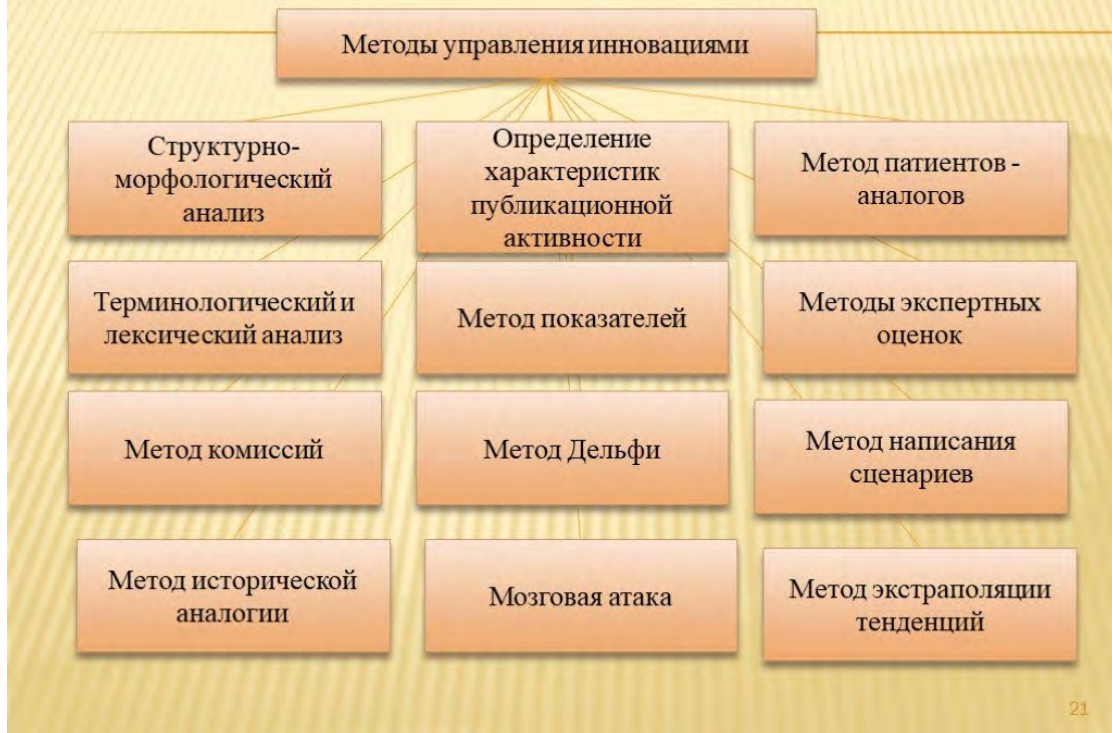 Методы управления инновациями
Структурно-
морфологический
анализ
Определение
характеристик
публикационной
активности
Метод патиентов -
аналогов
Терминологический и
лексический анализ
Метод показателей
Методы экспертных
оценок
Метод комиссий
Метод Дельфи
Метод написания
сценариев
Метод исторической
аналогии
Мозговая атака
Метод экстраполяции
тенденций
21